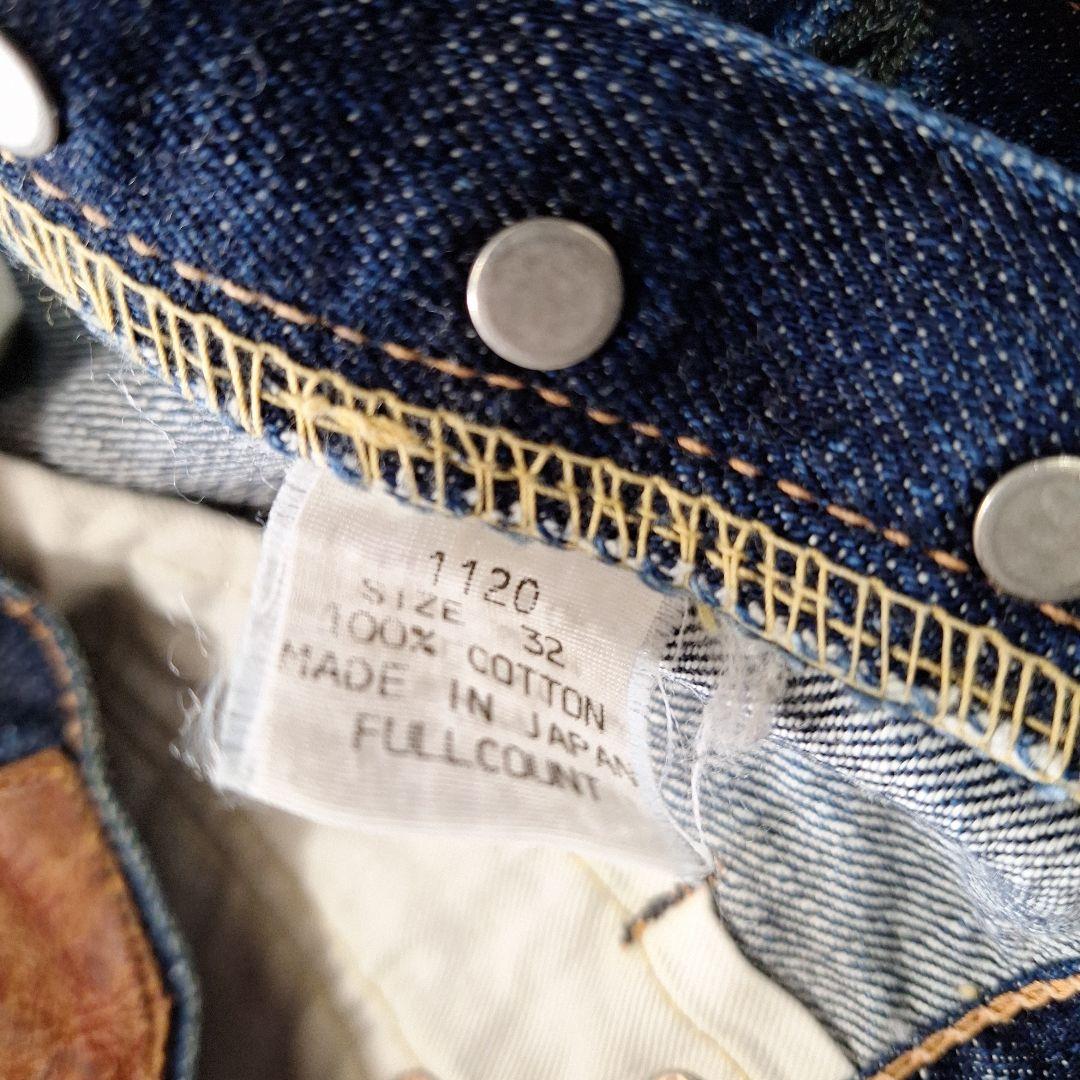 1120
SIZE 32
100% COTTON
MADE IN JAPAN
FULLCOUNT